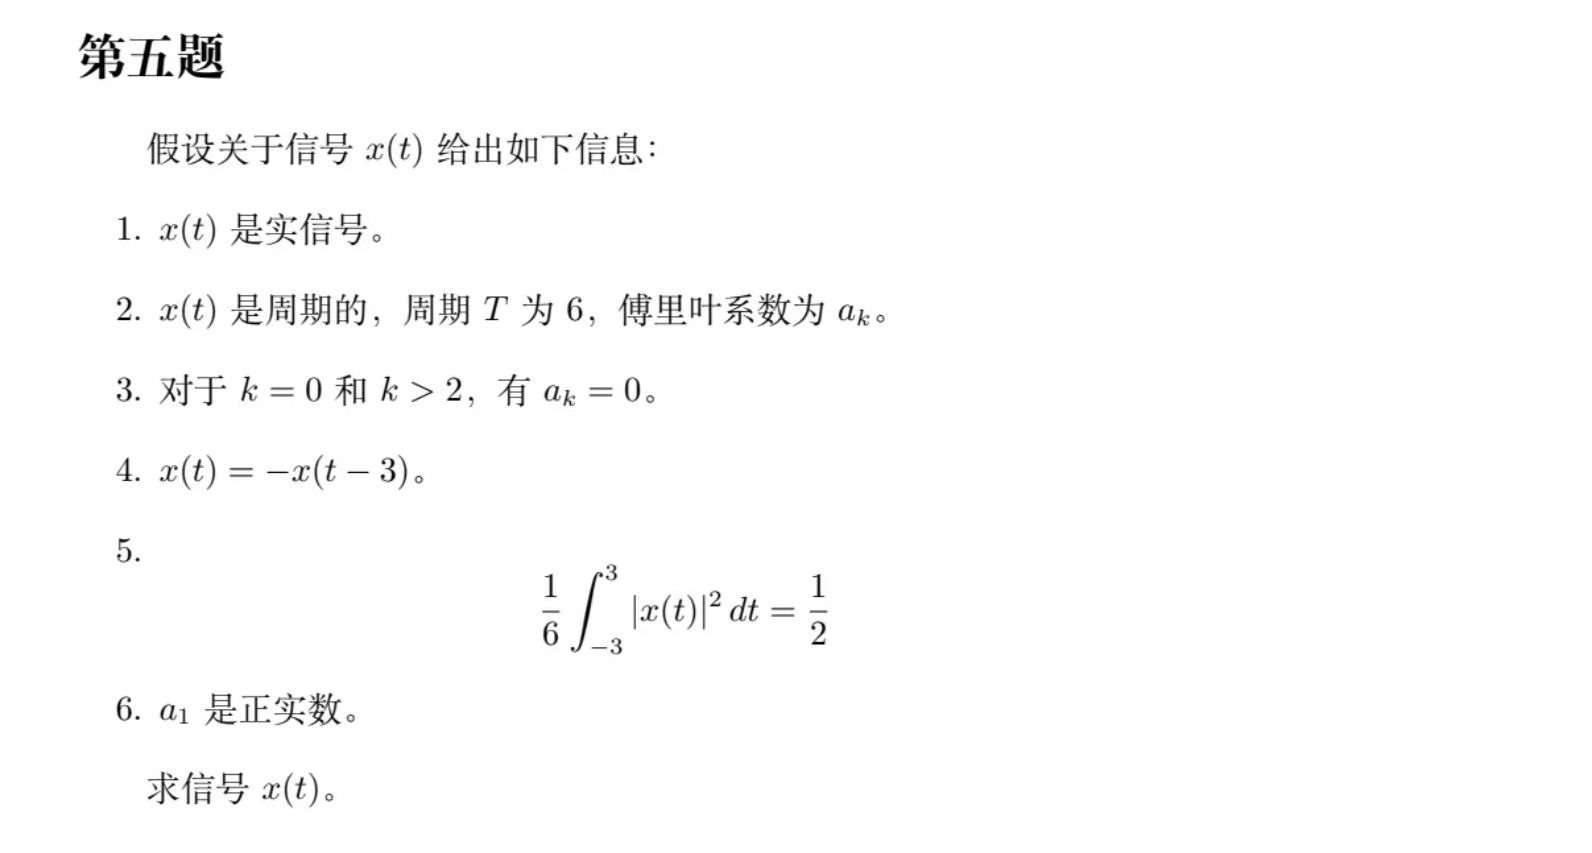 第五题
假设关于信号 x(t) 给出如下信息：
1. x(t) 是实信号。
2. x(t) 是周期的，周期 T 为 6，傅里叶系数为 a_k。
3. 对于 k = 0 和 k > 2，有 a_k = 0。
4. x(t) = −x(t − 3)。
5.
\frac{1}{6} \int_{-3}^{3} |x(t)|^2 dt = \frac{1}{2}
6. a_1 是正实数。
求信号 x(t)。